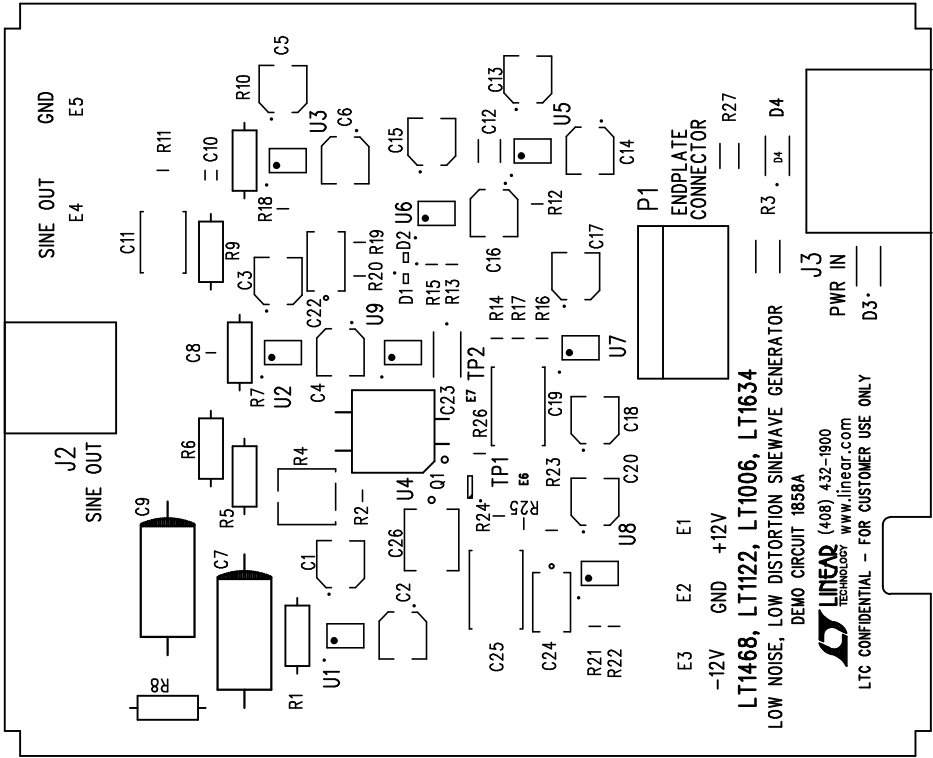 GND
E5
SINE OUT
E4
C5
R10
R11
C10
U3
C6
C13
C15
C12
U5
C14
R18
C11
R9
C3
C22
R20
R19
D1
D2
U6
R12
C16
C17
R15
R13
R14
R17
R16
P1
ENDPLATE
CONNECTOR
R27
D4
D4
R3
J3
PWR IN
D3
J2
SINE OUT
C8
R7
U2
C4
U9
C23
TP2
E7
U7
C19
C18
R6
R5
R4
R2
U4
Q1
R26
TP1
E6
R24
R25
R23
C20
U8
C9
C7
C1
C26
C2
C25
C24
R21
R22
R8
R1
U1
E3
E2
E1
-12V
GND
+12V
LT1468, LT1122, LT1006, LT1634
LOW NOISE, LOW DISTORTION SINEWAVE GENERATOR
DEMO CIRCUIT 1858A
LINEAR (408) 432-1900
TECHNOLOGY www.linear.com
LTC CONFIDENTIAL - FOR CUSTOMER USE ONLY